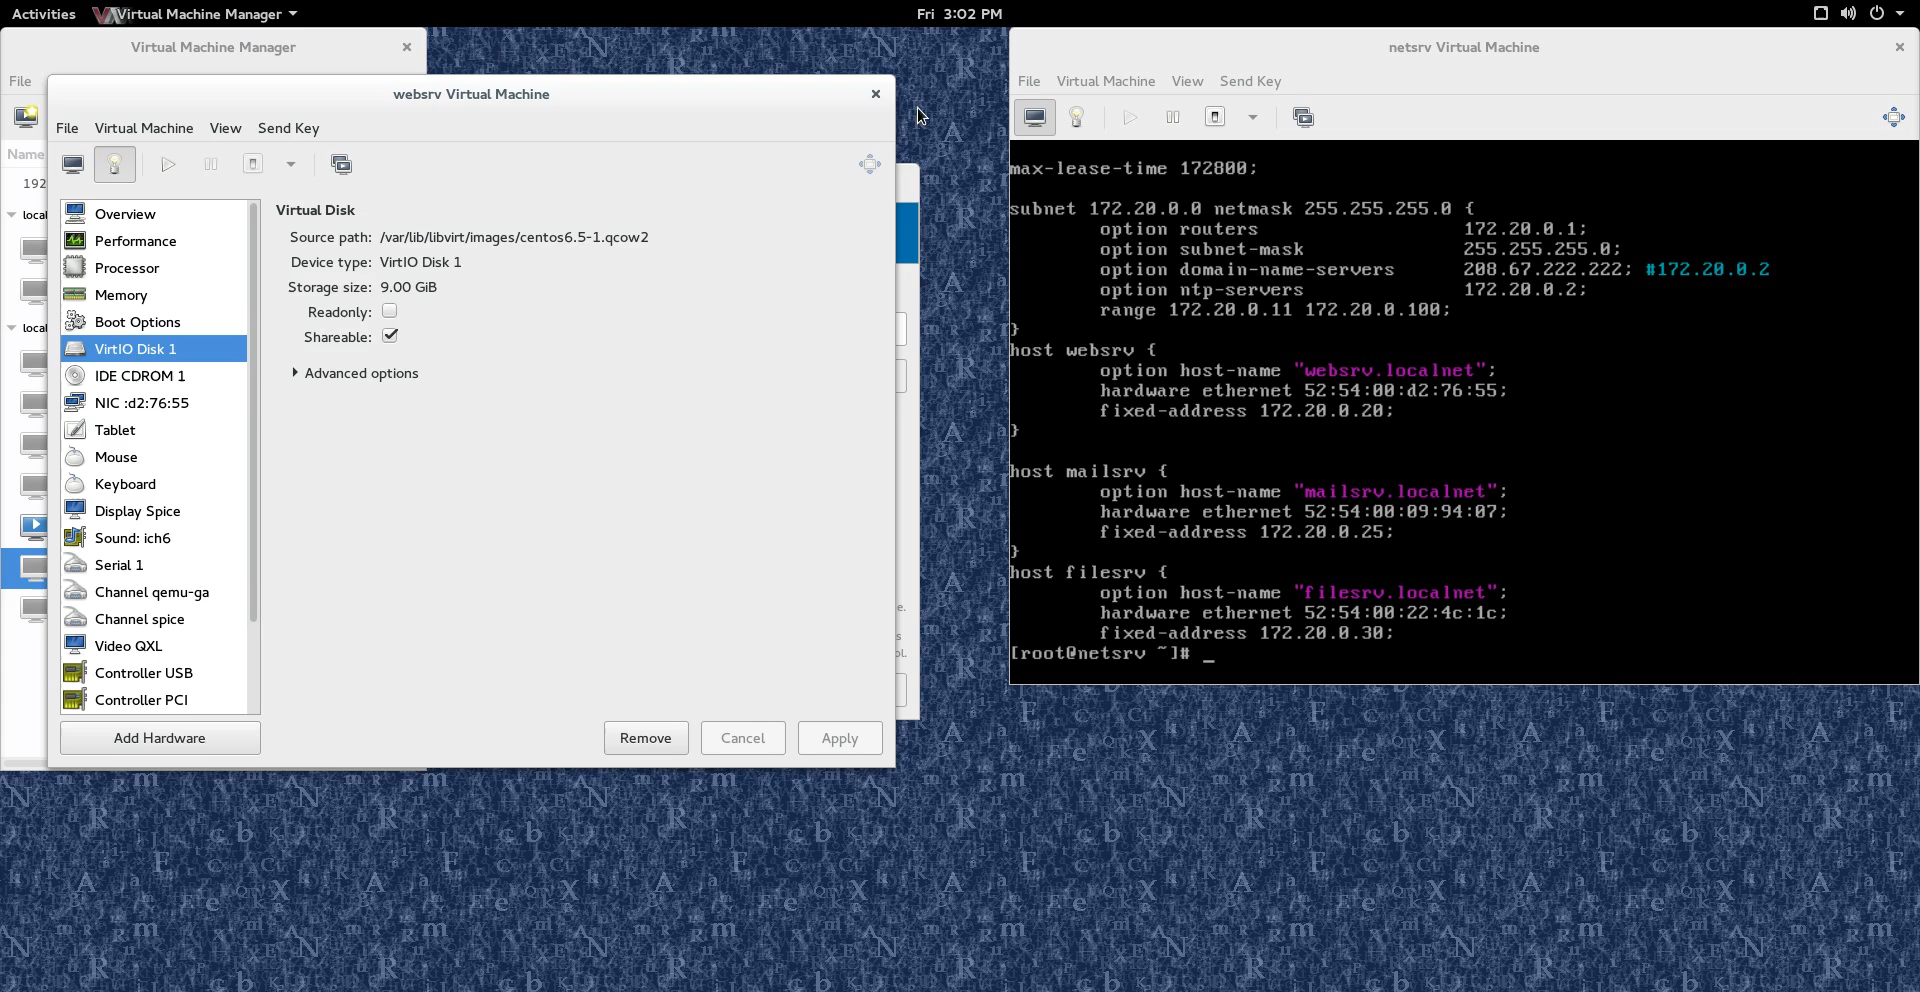 Activities Virtual Machine Manager Fri 3:02 PM
Virtual Machine Manager
File
Name
192
local
local
websrv Virtual Machine
File Virtual Machine View Send Key
Overview
Performance
Processor
Memory
Boot Options
VirtIO Disk 1
IDE CDROM 1
NIC :d2:76:55
Tablet
Mouse
Keyboard
Display Spice
Sound: ich6
Serial 1
Channel qemu-ga
Channel spice
Video QXL
Controller USB
Controller PCI
Add Hardware
Virtual Disk
Source path: /var/lib/libvirt/images/centos6.5-1.qcow2
Device type: VirtIO Disk 1
Storage size: 9.00 GiB
Readonly:
Shareable:
Advanced options
Remove Cancel Apply
e.
s
ol.
netsrv Virtual Machine
File Virtual Machine View Send Key
max-lease-time 172800;
subnet 172.20.0.0 netmask 255.255.255.0 {
option routers 172.20.0.1;
option subnet-mask 255.255.255.0;
option domain-name-servers 208.67.222.222; #172.20.0.2
option ntp-servers 172.20.0.2;
range 172.20.0.11 172.20.0.100;
}
host websrv {
option host-name "websrv.localnet";
hardware ethernet 52:54:00:d2:76:55;
fixed-address 172.20.0.20;
}
host mailsrv {
option host-name "mailsrv.localnet";
hardware ethernet 52:54:00:09:94:07;
fixed-address 172.20.0.25;
}
host filesrv {
option host-name "filesrv.localnet";
hardware ethernet 52:54:00:22:4c:1c;
fixed-address 172.20.0.30;
[root@netsrv ~]# _